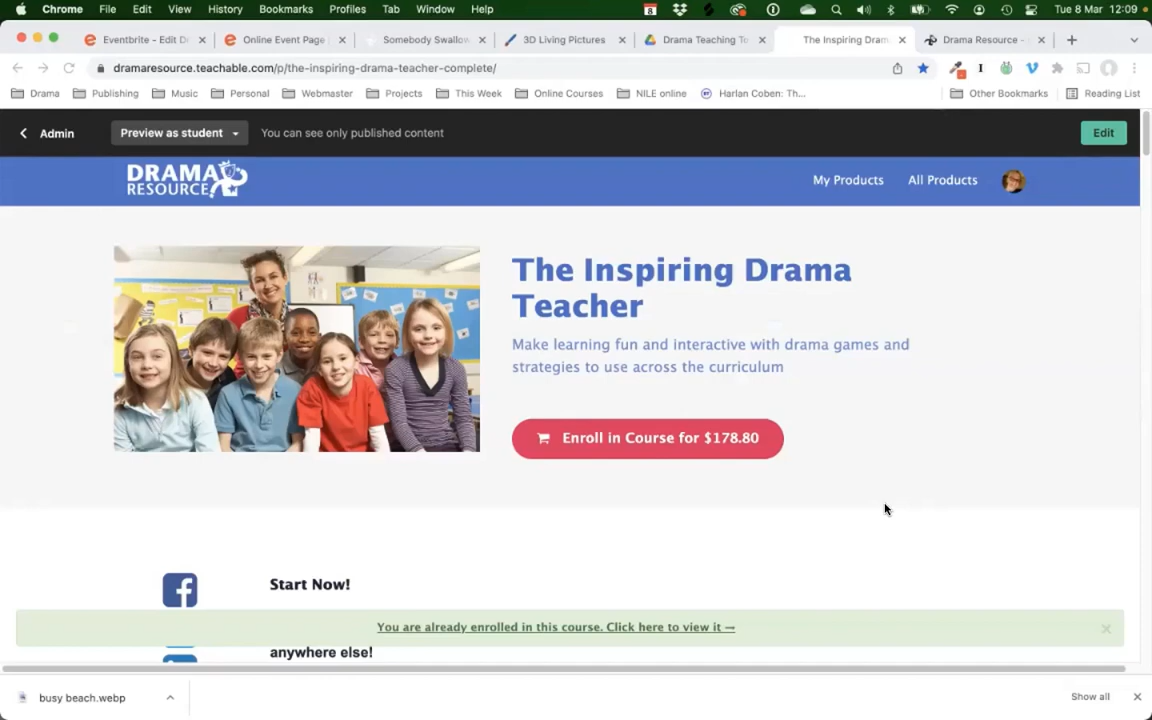 Chrome File Edit View History Bookmarks Profiles Tab Window Help 8 Tue 8 Mar 12:09
Eventbrite - Edit D
Online Event Page
Somebody Swallow
3D Living Pictures
Drama Teaching To
The Inspiring Dram
Drama Resource -
dramaresource.teachable.com/p/the-inspiring-drama-teacher-complete/
Drama Publishing Music Personal Webmaster Projects This Week Online Courses NILE online Harlan Coben: Th... Other Bookmarks Reading List
Admin Preview as student You can see only published content Edit
DRAMA
RESOURCE
My Products All Products
The Inspiring Drama
Teacher
Make learning fun and interactive with drama games and
strategies to use across the curriculum
Enroll in Course for $178.80
Start Now!
You are already enrolled in this course. Click here to view it →
anywhere else!
busy beach.webp Show all